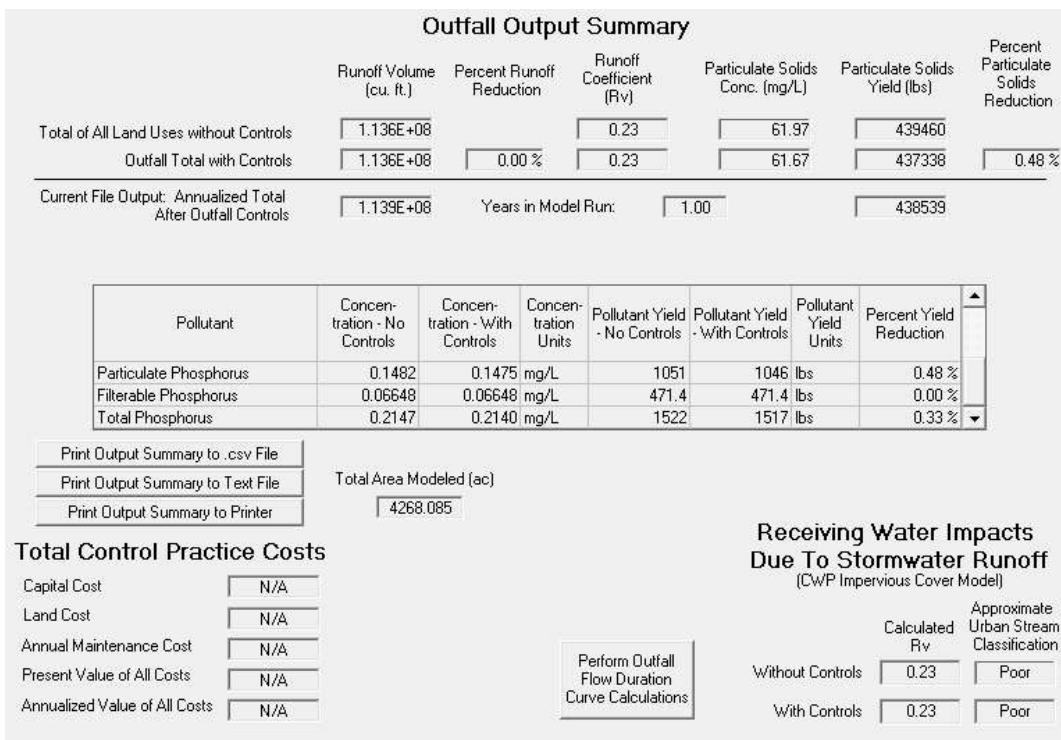 Outfall Output Summary
Runoff Volume (cu. ft.)
Percent Runoff Reduction
Runoff Coefficient (Rv)
Particulate Solids Conc. (mg/L)
Particulate Solids Yield (lbs)
Percent Particulate Solids Reduction
Total of All Land Uses without Controls 1.136E+08 0.23 61.97 439460
Outfall Total with Controls 1.136E+08 0.00 % 0.23 61.67 437338 0.48 %
Current File Output: Annualized Total After Outfall Controls 1.139E+08 Years in Model Run: 1.00 438539
Pollutant
Concen-tration - No Controls
Concen-tration - With Controls
Concen-tration Units
Pollutant Yield - No Controls
Pollutant Yield - With Controls
Pollutant Yield Units
Percent Yield Reduction
Particulate Phosphorus 0.1482 0.1475 mg/L 1051 1046 lbs 0.48 %
Filterable Phosphorus 0.06648 0.06648 mg/L 471.4 471.4 lbs 0.00 %
Total Phosphorus 0.2147 0.2140 mg/L 1522 1517 lbs 0.33 %
Print Output Summary to .csv File
Print Output Summary to Text File
Print Output Summary to Printer
Total Area Modeled (ac)
4268.085
Total Control Practice Costs
Capital Cost N/A
Land Cost N/A
Annual Maintenance Cost N/A
Present Value of All Costs N/A
Annualized Value of All Costs N/A
Perform Outfall
Flow Duration
Curve Calculations
Receiving Water Impacts
Due To Stormwater Runoff
(CWP Impervious Cover Model)
Calculated Rv
Approximate Urban Stream Classification
Without Controls 0.23 Poor
With Controls 0.23 Poor